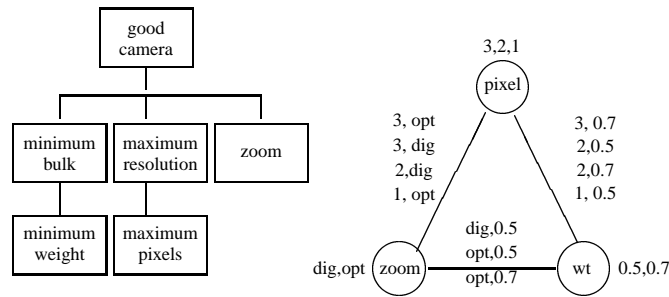 good
camera
minimum
bulk
maximum
resolution
zoom
minimum
weight
maximum
pixels
3,2,1
pixel
3, opt
3, dig
2,dig
1, opt
3, 0.7
2,0.5
2,0.7
1, 0.5
dig,0.5
opt,0.5
opt,0.7
dig,opt
zoom
wt
0.5,0.7